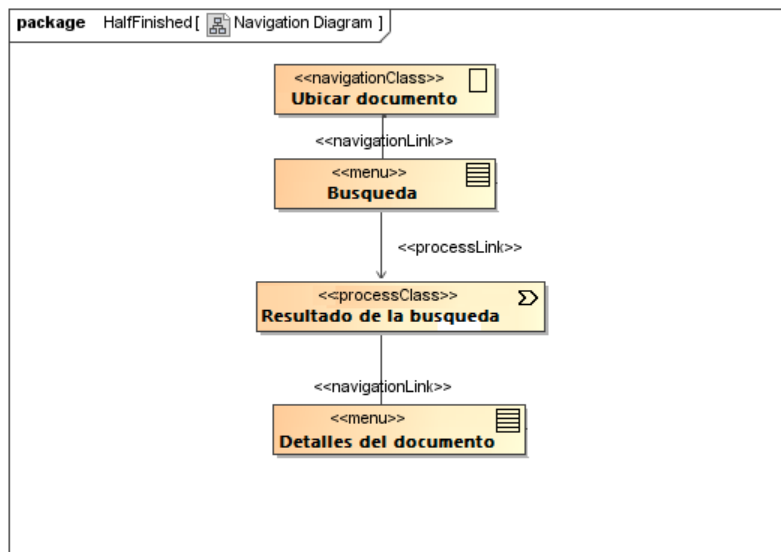 package HalfFinished [ Navigation Diagram ]
<<navigationClass>>
Ubicar documento
<<navigationLink>>
<<menu>>
Busqueda
<<processLink>>
<<processClass>>
Resultado de la busqueda
<<navigationLink>>
<<menu>>
Detalles del documento